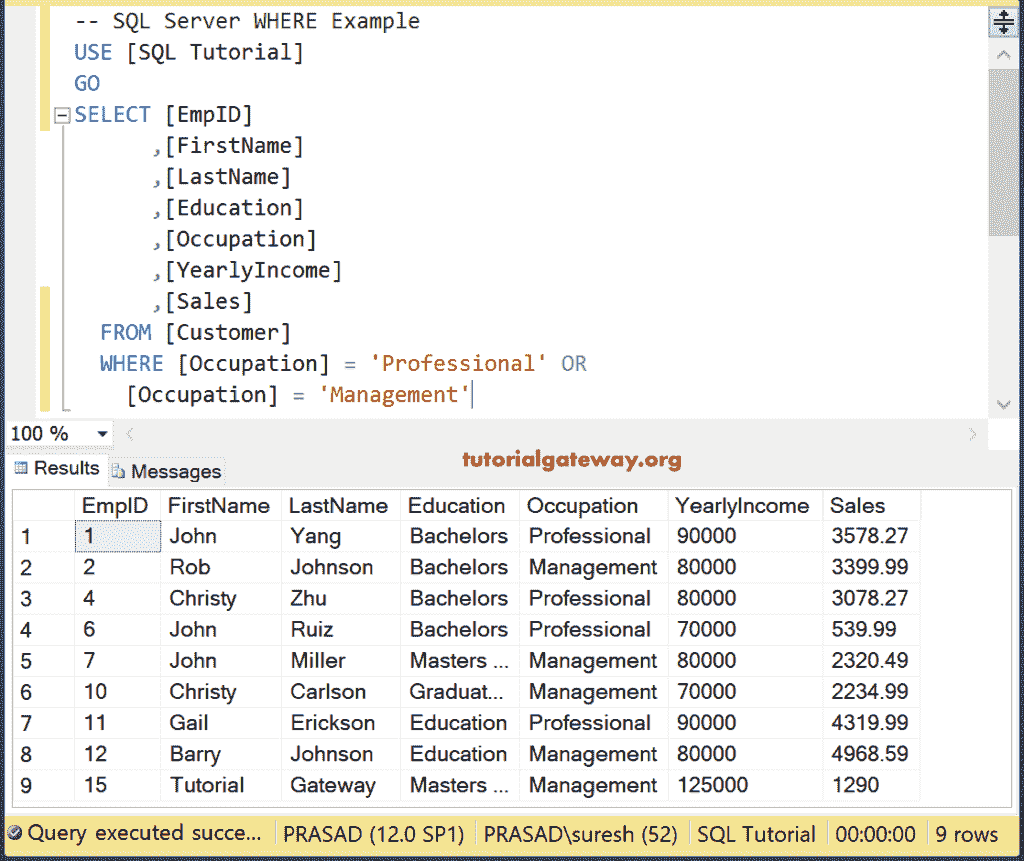 -- SQL Server WHERE Example
USE [SQL Tutorial]
GO
SELECT [EmpID]
,[FirstName]
,[LastName]
,[Education]
,[Occupation]
,[YearlyIncome]
,[Sales]
FROM [Customer]
WHERE [Occupation] = 'Professional' OR
[Occupation] = 'Management'
100 %
tutorialgateway.org
Results Messages
EmpID FirstName LastName Education Occupation YearlyIncome Sales
1 1 John Yang Bachelors Professional 90000 3578.27
2 2 Rob Johnson Bachelors Management 80000 3399.99
3 4 Christy Zhu Bachelors Professional 80000 3078.27
4 6 John Ruiz Bachelors Professional 70000 539.99
5 7 John Miller Masters ... Management 80000 2320.49
6 10 Christy Carlson Graduat... Management 70000 2234.99
7 11 Gail Erickson Education Professional 90000 4319.99
8 12 Barry Johnson Education Management 80000 4968.59
9 15 Tutorial Gateway Masters ... Management 125000 1290
Query executed succe... PRASAD (12.0 SP1) PRASAD\suresh (52) SQL Tutorial 00:00:00 9 rows